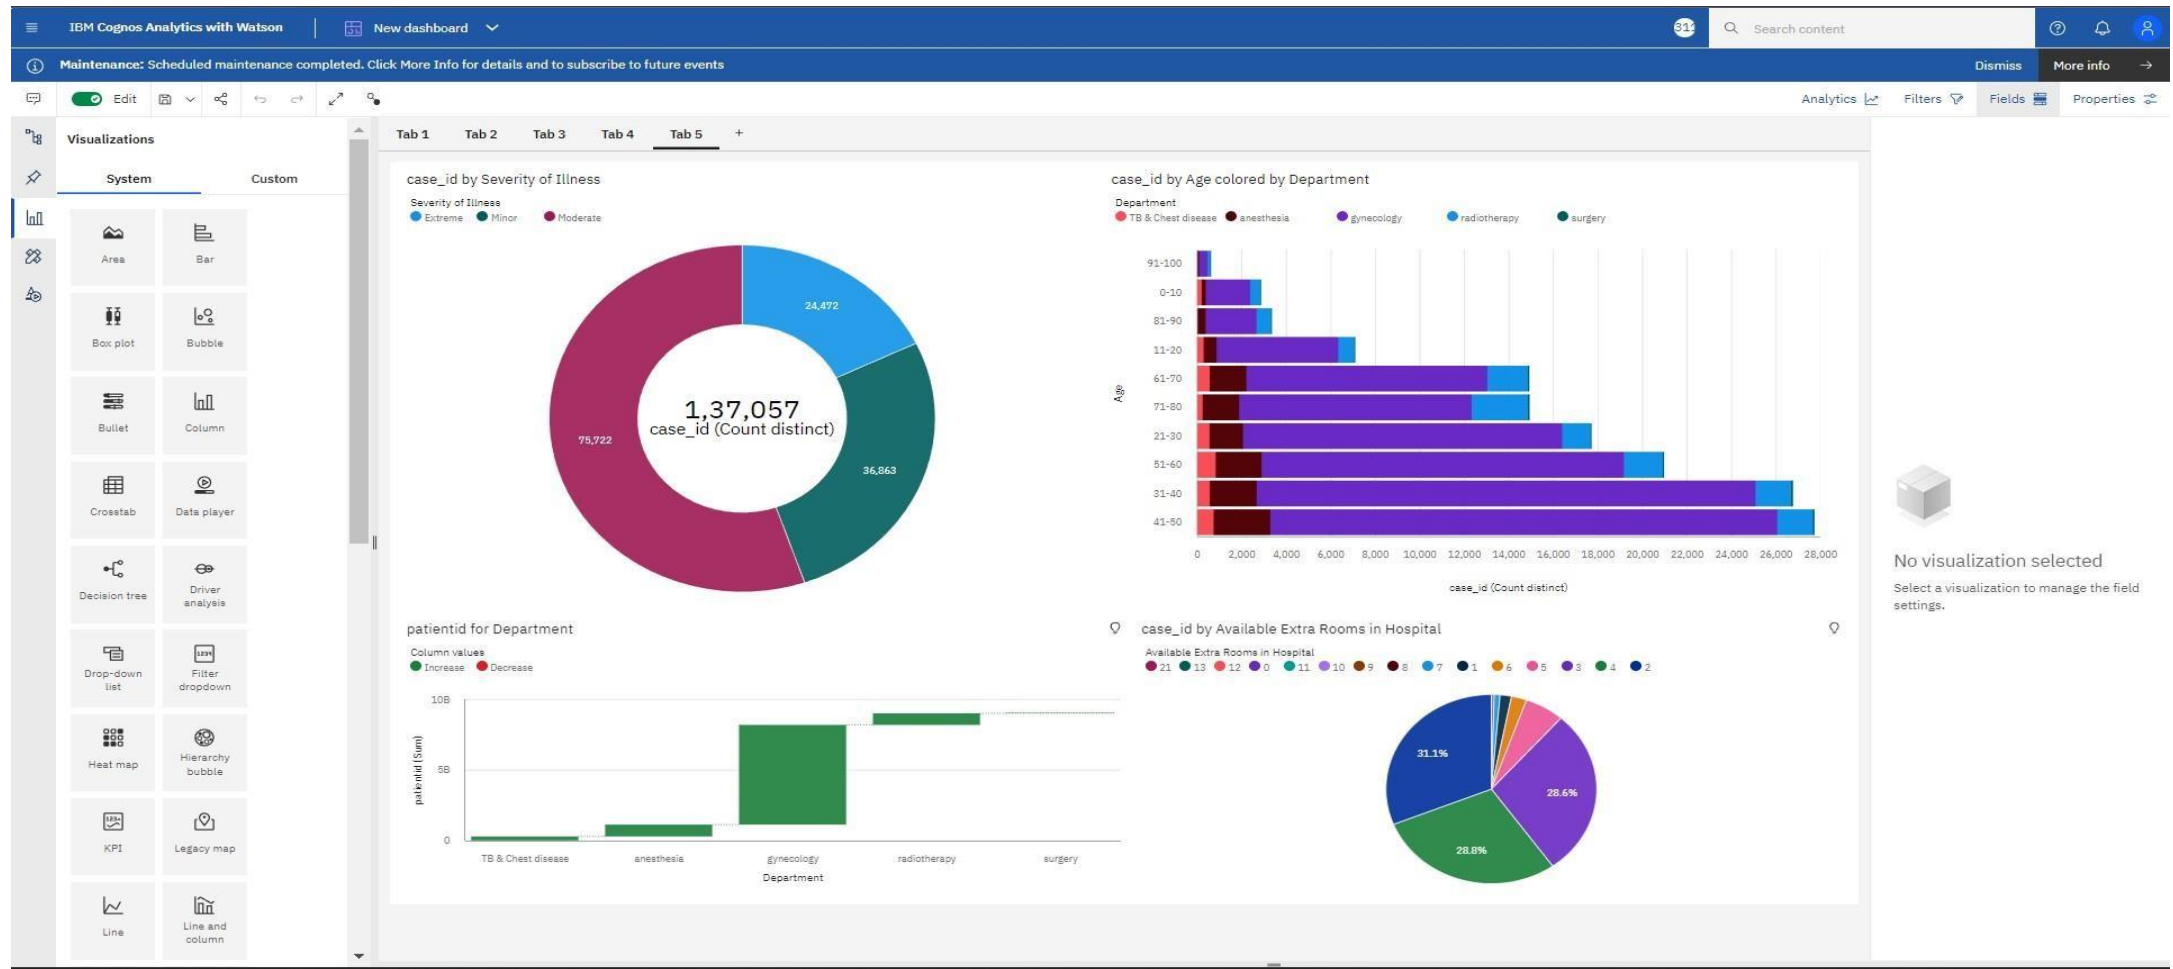 IBM Cognos Analytics with Watson
New dashboard
Search content
Maintenance: Scheduled maintenance completed. Click More Info for details and to subscribe to future events
Dismiss
More info
Edit
Analytics
Filters
Fields
Properties
Visualizations
System
Custom
Area
Bar
Box plot
Bubble
Bullet
Column
Crosstab
Data player
Decision tree
Driver
analysis
Drop-down
list
Filter
dropdown
Heat map
Hierarchy
bubble
KPI
Legacy map
Line
Line and
column
Tab 1
Tab 2
Tab 3
Tab 4
Tab 5
+
case_id by Severity of Illness
Severity of Illness
Extreme
Minor
Moderate
24,472
75,722
36,863
1,37,057
case_id (Count distinct)
case_id by Age colored by Department
Department
TB & Chest disease
anesthesia
gynecology
radiotherapy
surgery
Age
91-100
0-10
81-90
11-20
61-70
71-80
21-30
51-60
31-40
41-50
0 2,000 4,000 6,000 8,000 10,000 12,000 14,000 16,000 18,000 20,000 22,000 24,000 26,000 28,000
case_id (Count distinct)
patientid for Department
Column values
Increase
Decrease
patientid (Sum)
10B
5B
0
TB & Chest disease
anesthesia
gynecology
radiotherapy
surgery
Department
case_id by Available Extra Rooms in Hospital
Available Extra Rooms in Hospital
21 13 12 0 11 10 9 8 7 1 6 5 3 4 2
31.1%
28.6%
28.8%
No visualization selected
Select a visualization to manage the field
settings.